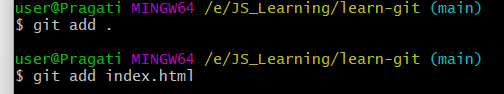 user@Pragati MINGW64 /e/JS_Learning/learn-git (main)
$ git add .
user@Pragati MINGW64 /e/JS_Learning/learn-git (main)
$ git add index.html